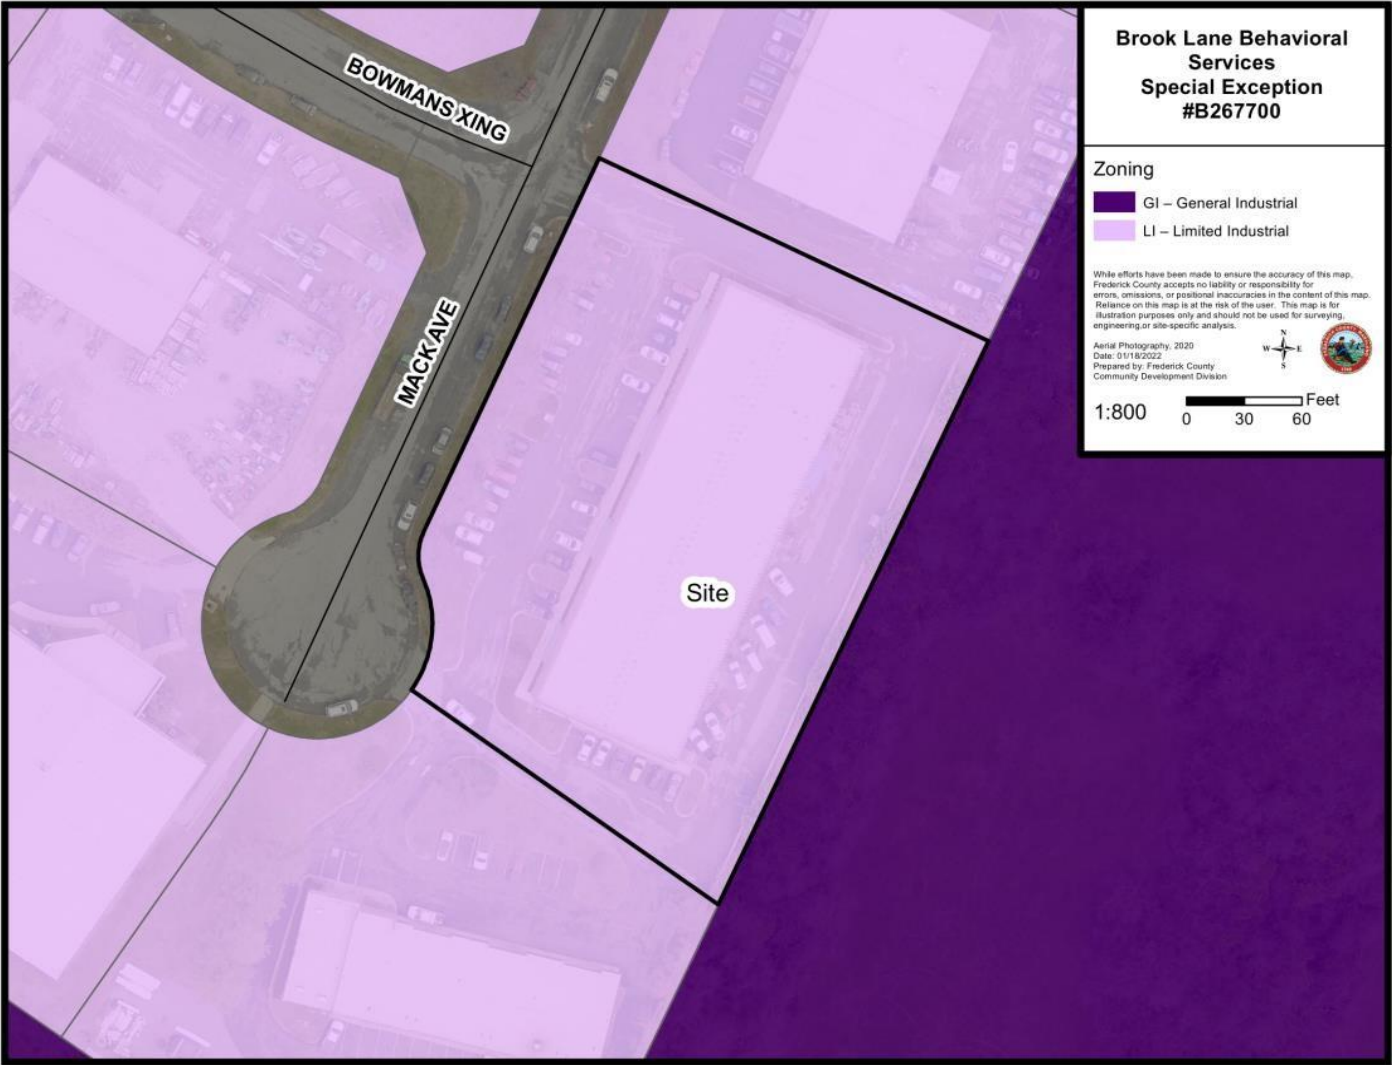 Brook Lane Behavioral
Services
Special Exception
#B267700
Zoning
GI – General Industrial
LI – Limited Industrial
While efforts have been made to ensure the accuracy of this map,
Frederick County accepts no liability or responsibility for
errors, omissions, or positional inaccuracies in the content of this map.
Reliance on this map is at the risk of the user. This map is for
illustration purposes only and should not be used for surveying,
engineering,or site-specific analysis.
Aerial Photography, 2020
Date: 01/18/2022
Prepared by: Frederick County
Community Development Division
N
W E
S
1:800
Feet
0 30 60
BOWMANS XING
MACK AVE
Site